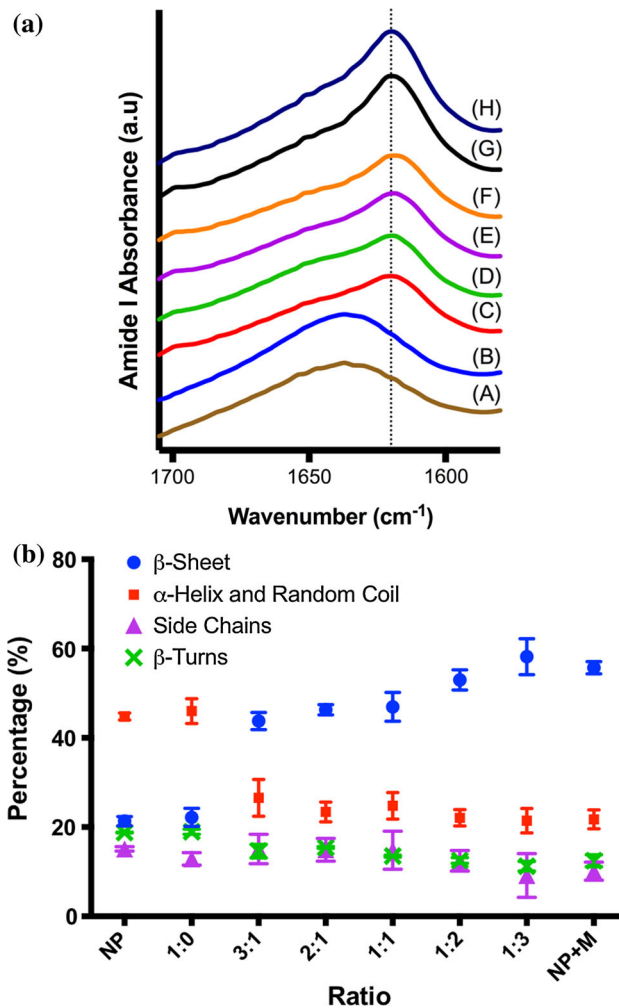 (a)
Amide I Absorbance (a.u)
(H)
(G)
(F)
(E)
(D)
(C)
(B)
(A)
1700 1650 1600
Wavenumber (cm⁻¹)
(b)
β-Sheet
α-Helix and Random Coil
Side Chains
β-Turns
Percentage (%)
80
60
40
20
0
NP 1:0 3:1 2:1 1:1 1:2 1:3 NP+M
Ratio